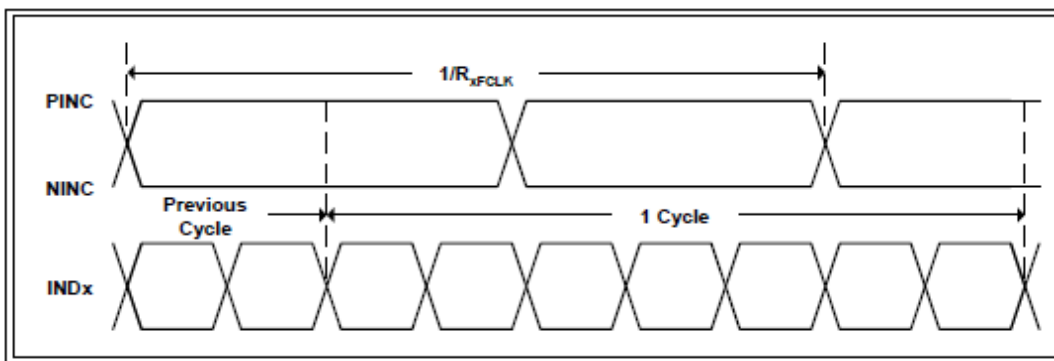 1/RxFCLK
PINC
NINC
Previous
Cycle
1 Cycle
INDx